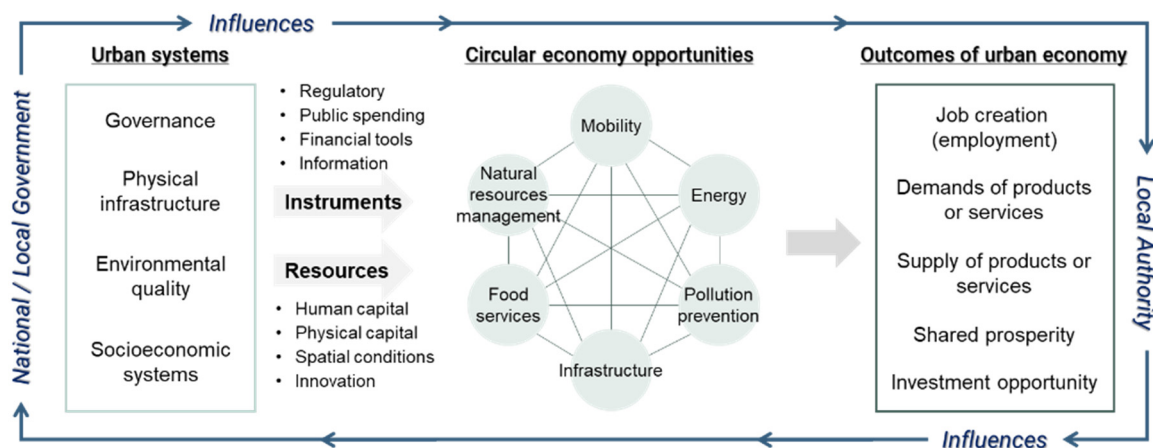 Influences
National / Local Government
Urban systems
Governance
Physical
infrastructure
Environmental
quality
Socioeconomic
systems
• Regulatory
• Public spending
• Financial tools
• Information
Instruments
Resources
• Human capital
• Physical capital
• Spatial conditions
• Innovation
Circular economy opportunities
Mobility
Natural
resources
management
Energy
Food
services
Pollution
prevention
Infrastructure
Outcomes of urban economy
Job creation
(employment)
Demands of products
or services
Supply of products or
services
Shared prosperity
Investment opportunity
Local Authority
Influences